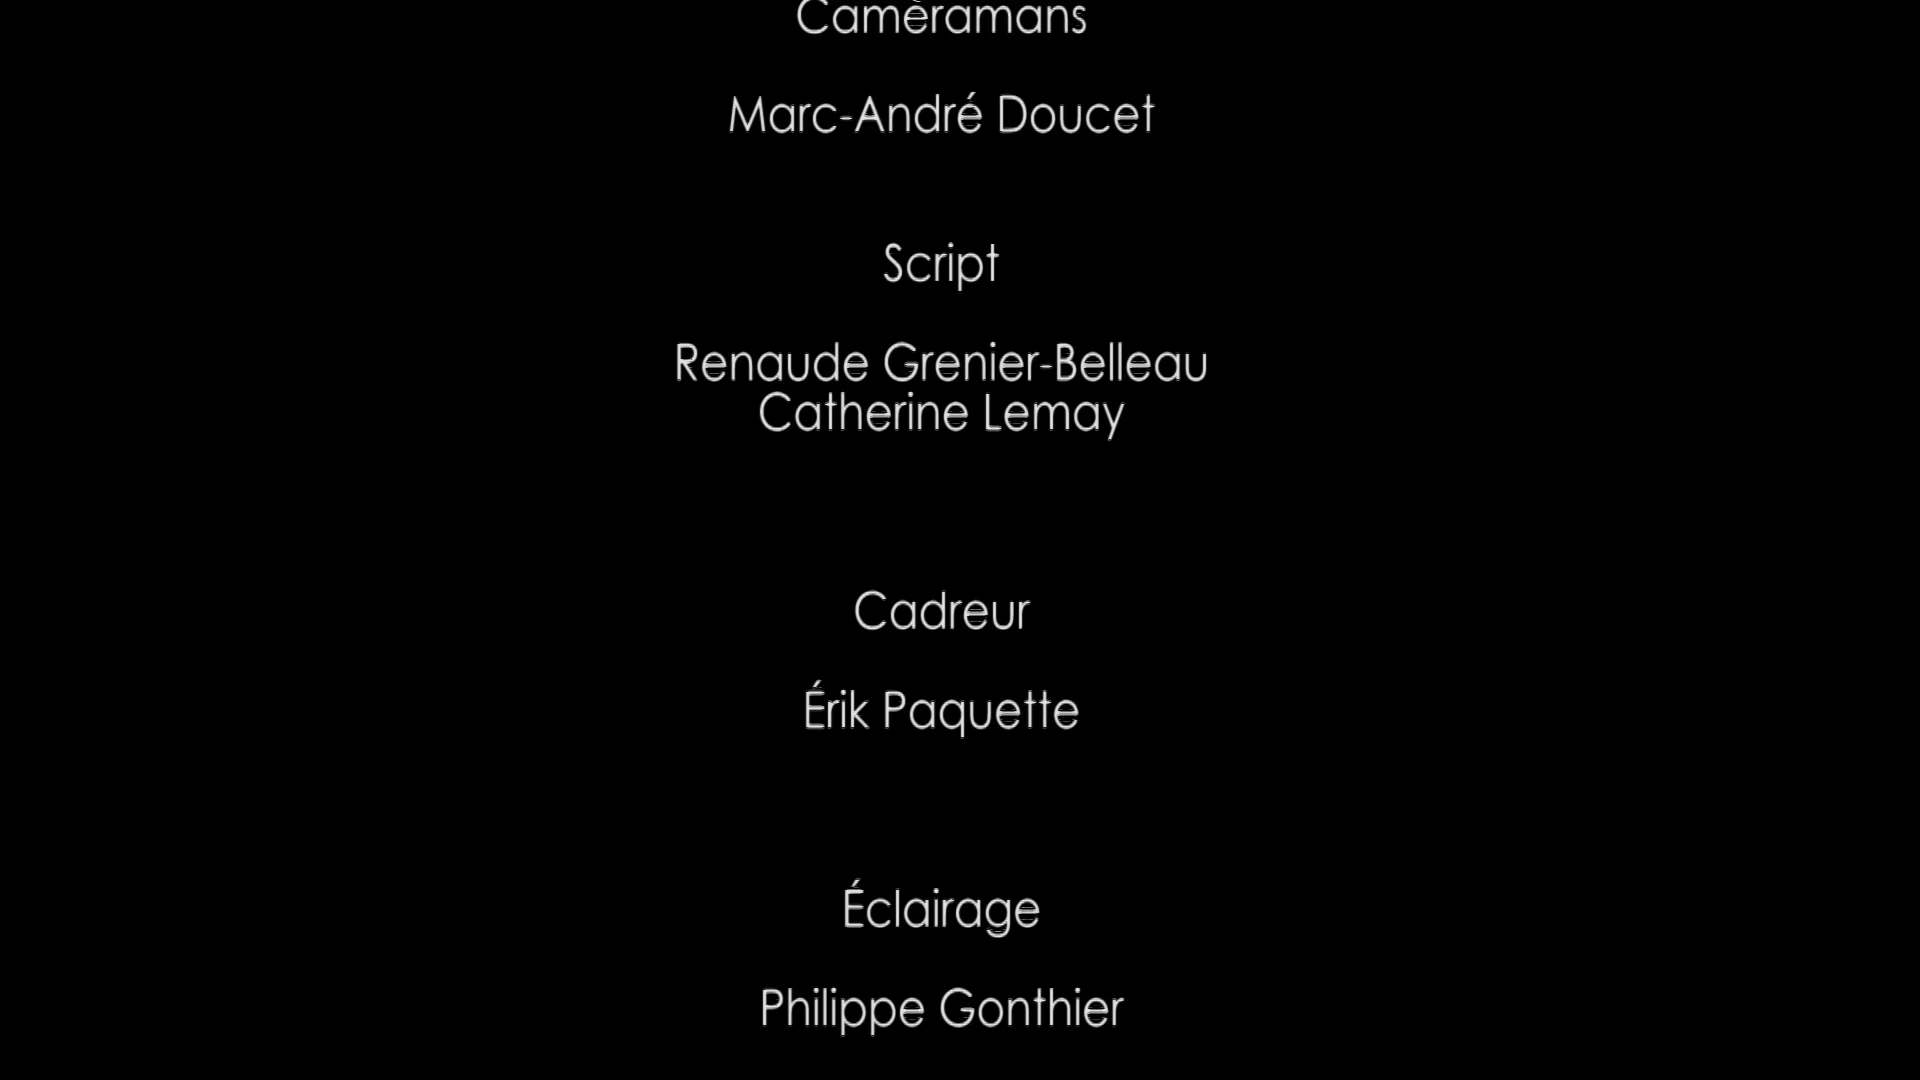 Caméramans
Marc-André Doucet
Script
Renaude Grenier-Belleau
Catherine Lemay
Cadreur
Érik Paquette
Éclairage
Philippe Gonthier